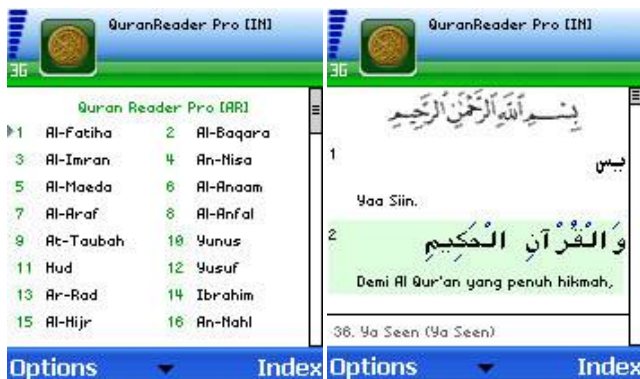 QuranReader Pro [IN]
3G
Quran Reader Pro [AR]
1 Al-Fatiha 2 Al-Baqara
3 Al-Imran 4 An-Nisa
5 Al-Maeda 6 Al-Anaam
7 Al-Araf 8 Al-Anfal
9 At-Taubah 10 Yunus
11 Hud 12 Yusuf
13 Ar-Rad 14 Ibrahim
15 Al-Hijr 16 An-Nahl
Options Index
QuranReader Pro [IN]
3G
بِسْمِ اللَّهِ الرَّحْمَٰنِ الرَّحِيمِ
1
يس
Yaa Siin.
2
وَالْقُرْآنِ الْحَكِيمِ
Demi Al Qur'an yang penuh hikmah,
36. Ya Seen (Ya Seen)
Options Index